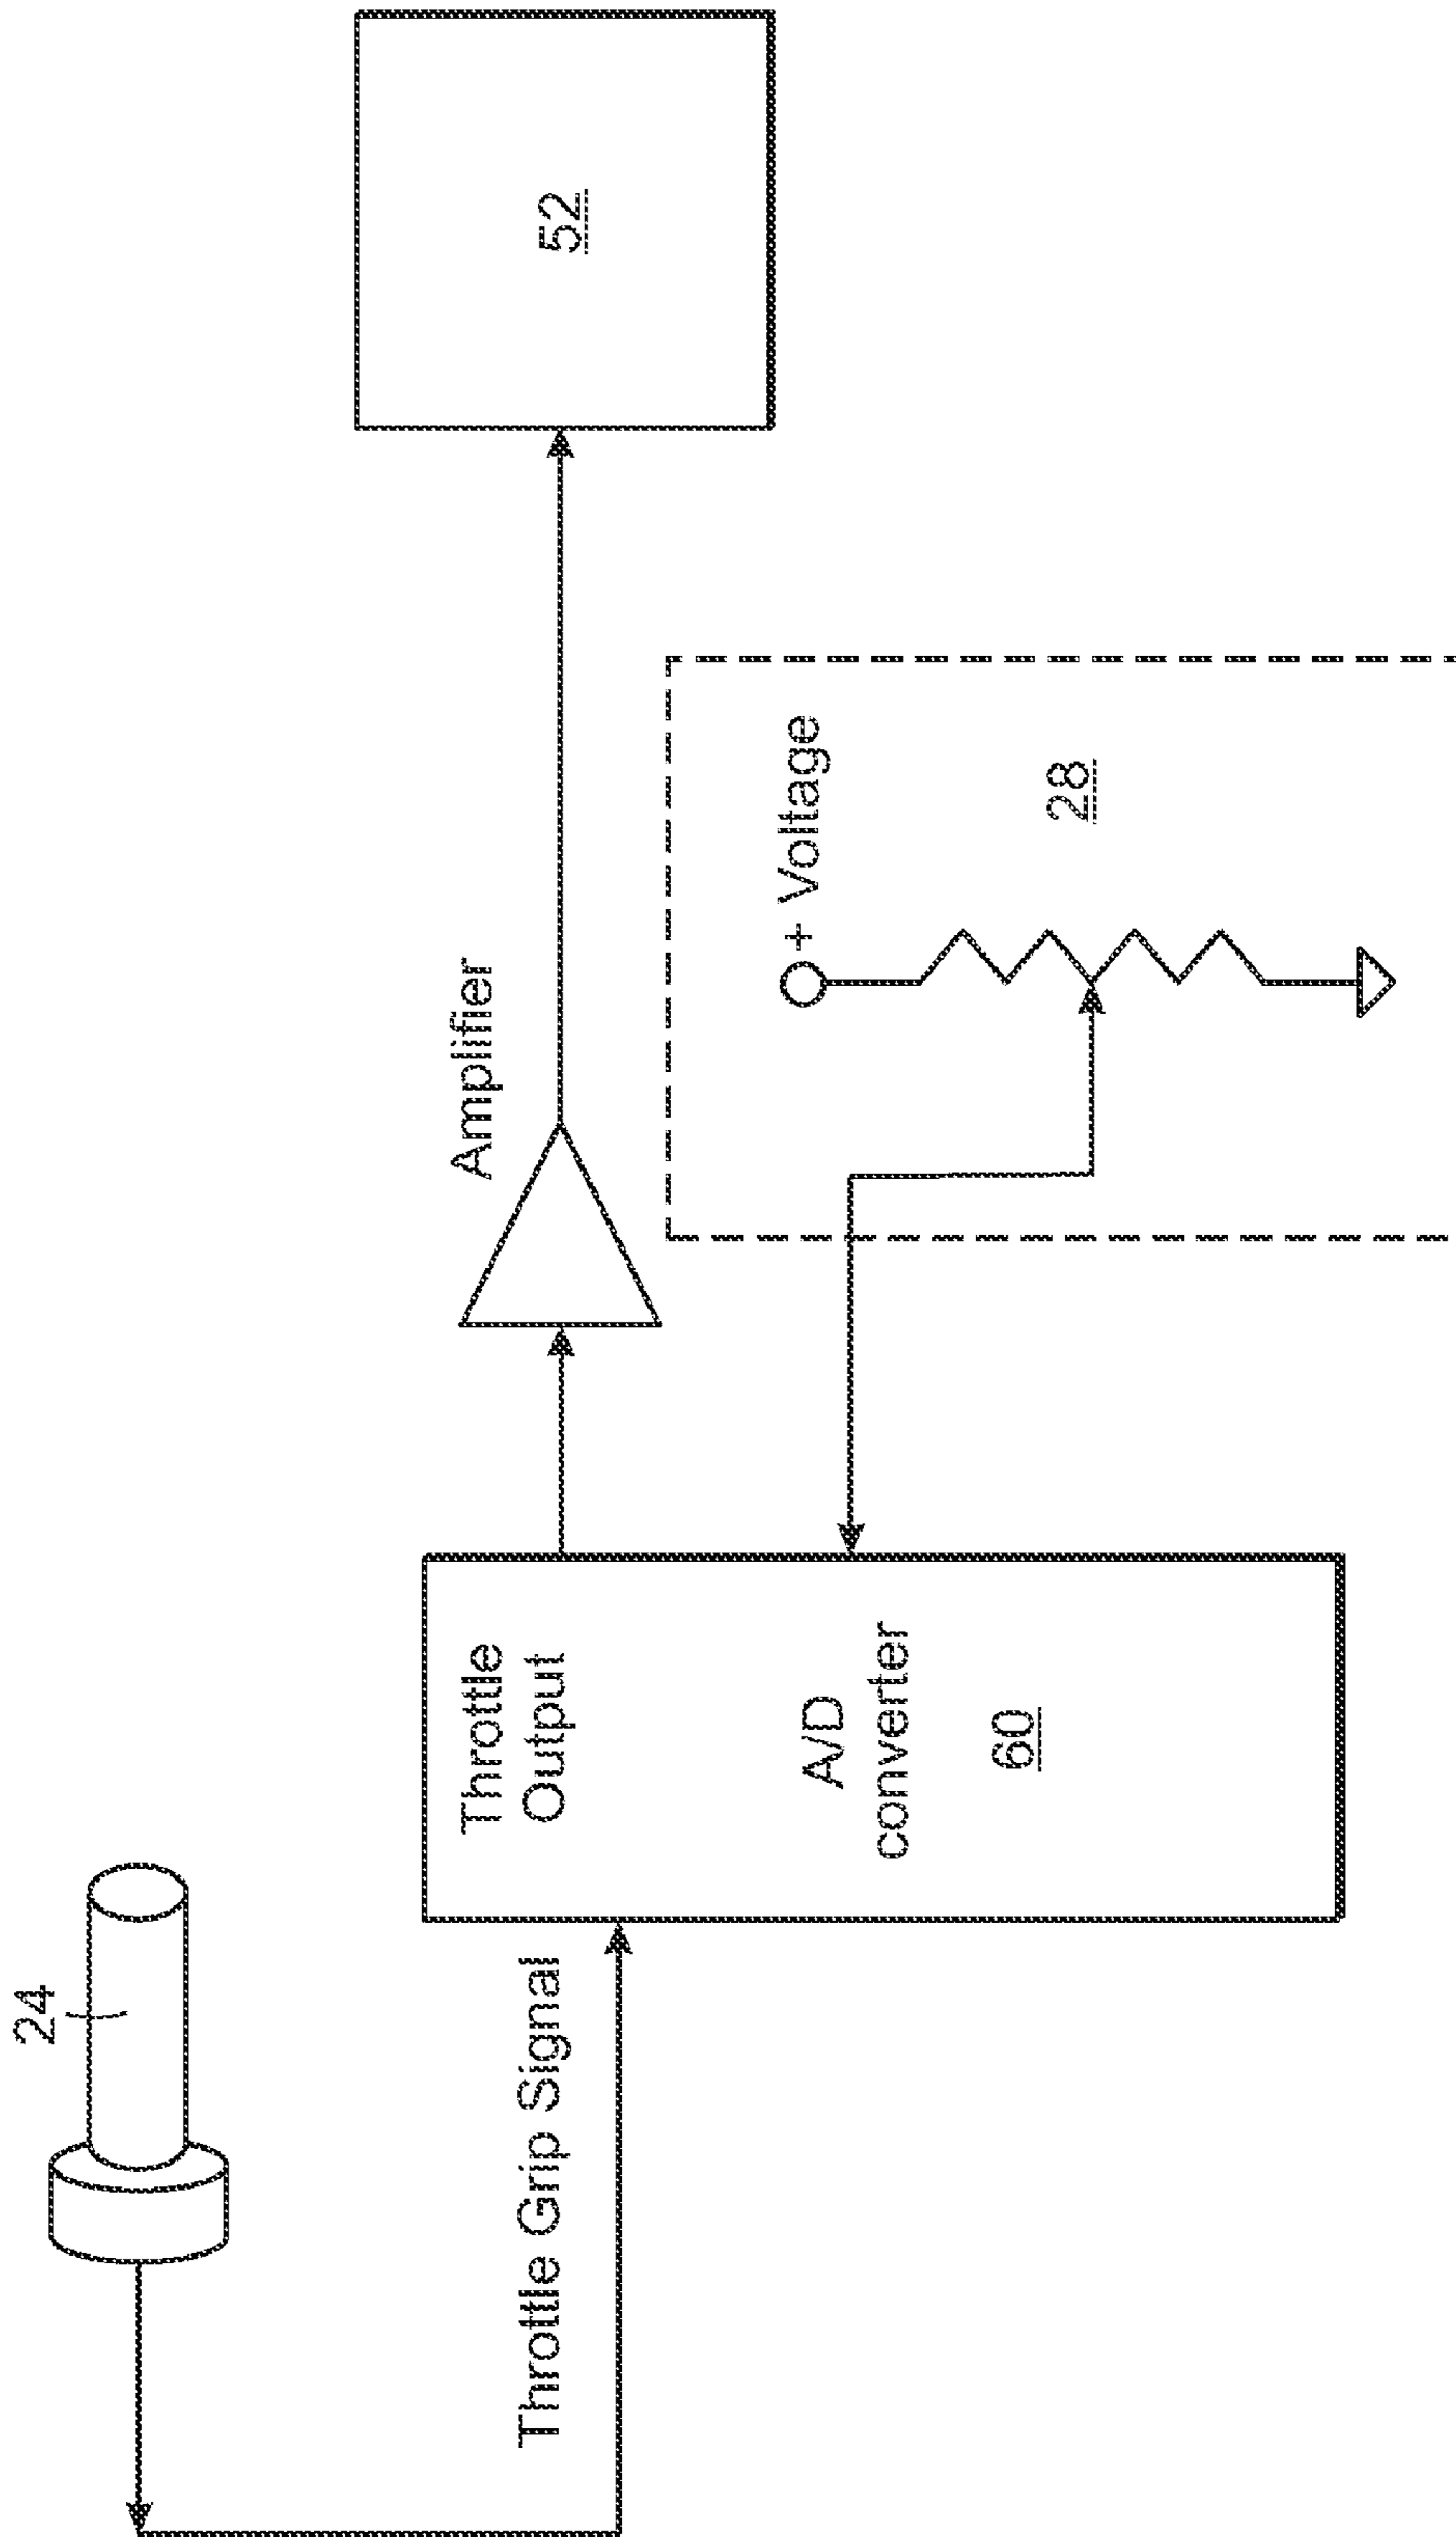 24
Throttle Grip Signal
Throttle
Output
A/D
converter
60
Amplifier
+ Voltage
28
52